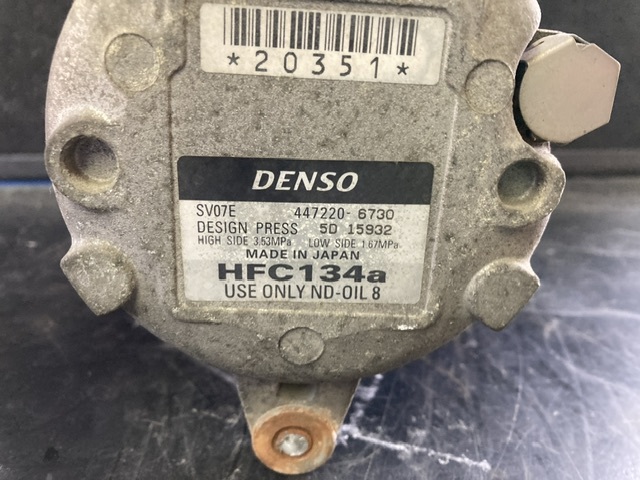 *20351*
DENSO
SV07E 447220-6730
DESIGN PRESS 5D 15932
HIGH SIDE 3.53MPa LOW SIDE 1.67MPa
MADE IN JAPAN
HFC134a
USE ONLY ND-OIL 8